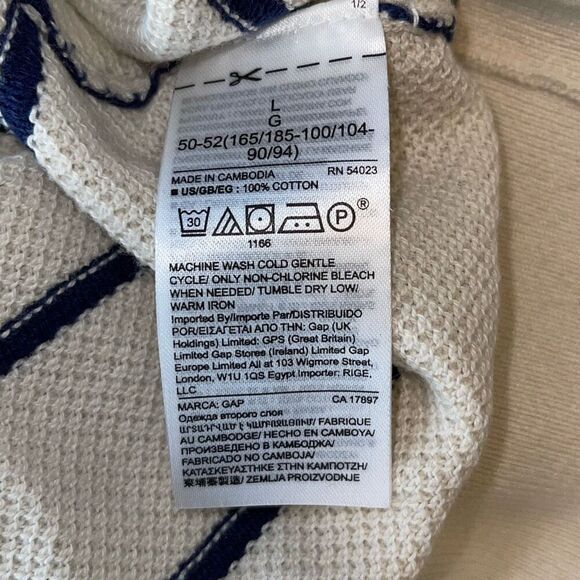 1/2
L
G
50-52(165/185-100/104-
90/94)
MADE IN CAMBODIA RN 54023
■ US/GB/EG : 100% COTTON
30 P ®
1166
MACHINE WASH COLD GENTLE
CYCLE/ ONLY NON-CHLORINE BLEACH
WHEN NEEDED/ TUMBLE DRY LOW/
WARM IRON
Imported By/Importe Par/DISTRIBUIDO
POR/ΕΙΣΑΓΕΤΑΙ ΑΠΟ ΤΗΝ: Gap (UK
Holdings) Limited: GPS (Great Britain)
Limited Gap Stores (Ireland) Limited Gap
Europe Limited All at 103 Wigmore Street,
London, W1U 1QS Egypt Importer: RIGE,
LLC
MARCA: GAP CA 17897
Одежда второго слоя
ԱՐՏԱԴՐՎԱԾ Է ԿԱՄԲՈՋԱՅՈՒՄ/ FABRIQUE
AU CAMBODGE/ HECHO EN CAMBOYA/
ПРОИЗВЕДЕНО В КАМБОДЖА/
FABRICADO NO CAMBOJA/
ΚΑΤΑΣΚΕΥΑΣΤΗΚΕ ΣΤΗΝ ΚΑΜΠΟΤΖΗ/
柬埔寨製造/ ZEMLJA PROIZVODNJE